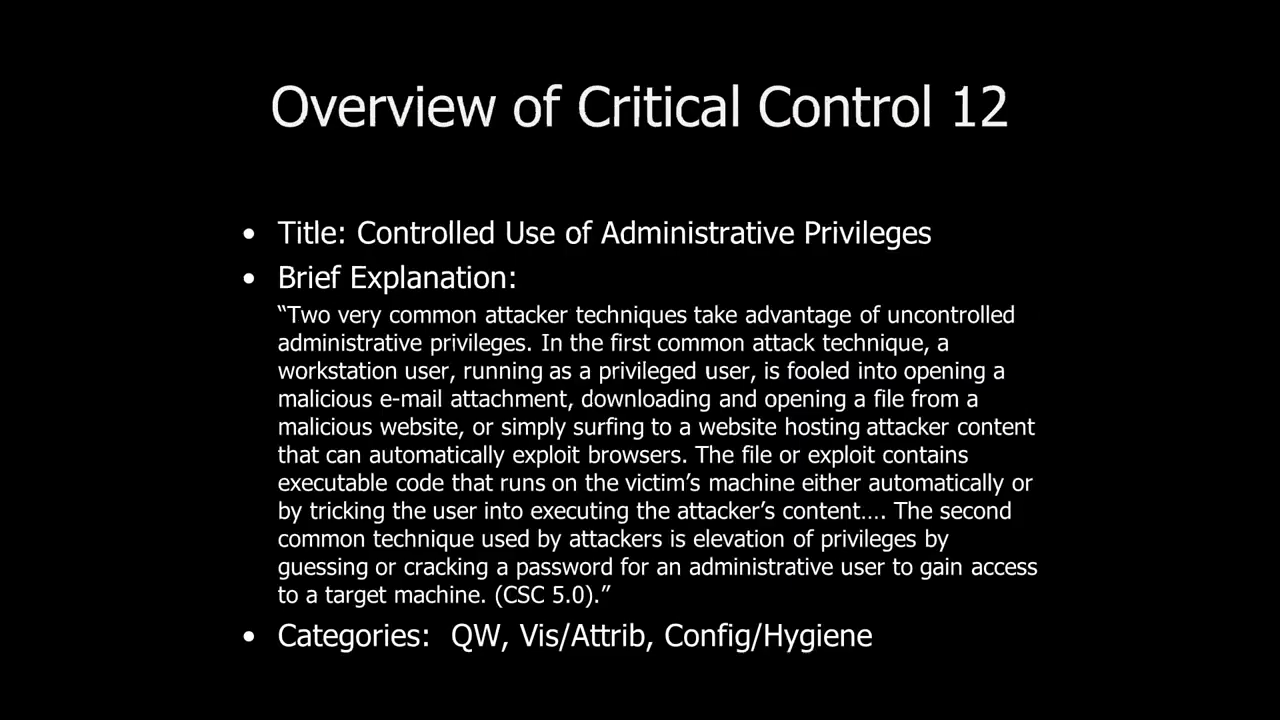 Overview of Critical Control 12
• Title: Controlled Use of Administrative Privileges
• Brief Explanation:
“Two very common attacker techniques take advantage of uncontrolled
administrative privileges. In the first common attack technique, a
workstation user, running as a privileged user, is fooled into opening a
malicious e-mail attachment, downloading and opening a file from a
malicious website, or simply surfing to a website hosting attacker content
that can automatically exploit browsers. The file or exploit contains
executable code that runs on the victim’s machine either automatically or
by tricking the user into executing the attacker’s content…. The second
common technique used by attackers is elevation of privileges by
guessing or cracking a password for an administrative user to gain access
to a target machine. (CSC 5.0).”
• Categories:  QW, Vis/Attrib, Config/Hygiene